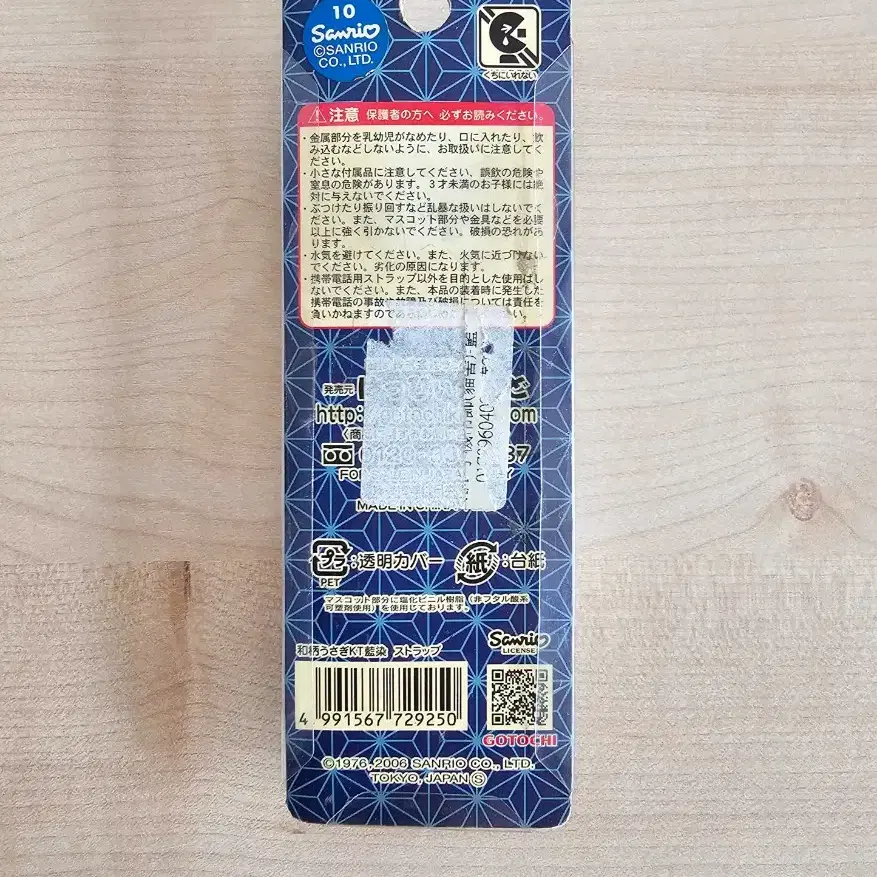 10
Sanrio
©SANRIO
CO., LTD.
くちにいれない
注意 保護者の方へ 必ずお読みください。
・金属部分を乳幼児がなめたり、口に入れたり、飲
み込むなどしないように、お取扱いに注意してく
ださい。
・小さな付属品に注意してください、誤飲の危険や
窒息の危険があります。3才未満のお子様には絶
対に与えないでください。
・ぶつけたり振り回すなど乱暴な扱いはしないでくだ
さい。また、マスコット部分や金具などを必要
以上に強く引かないでください。破損の恐れがあ
ります。
・水気を避けてください。また、火気に近づけない
でください。劣化の原因になります。
・携帯電話用ストラップ以外を目的とした使用はし
ないでください。また、本品の装着時に発生した
携帯電話の事故や故障及び破損については責任を
負いかねますので
発売元
http:
MADE IN CHINA
プラ:透明カバー
PET
紙:台紙
マスコット部分に塩化ビニル樹脂(非フタル酸系
可塑剤使用)を使用しております。
Sanrio
LICENSE
和柄うさぎKT藍染 ストラップ
4 991567 729250
GOTOCHI
©1976, 2006 SANRIO CO., LTD.
TOKYO, JAPAN Ⓢ